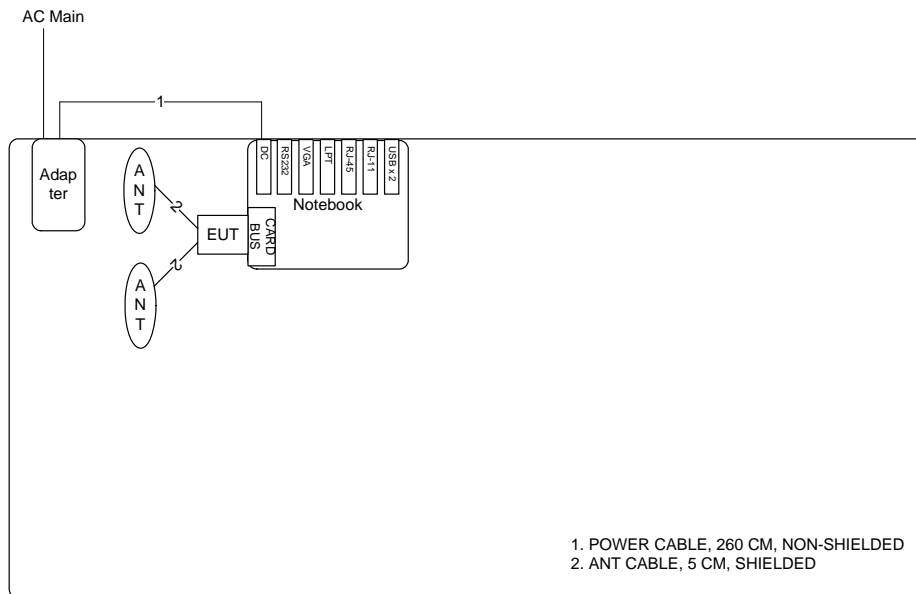 AC Main
1
Adap
ter
A
N
T
2
EUT
2
A
N
T
DC
RS232
VGA
LPT
RJ-45
RJ-11
USB x 2
Notebook
CARD
BUS
1. POWER CABLE, 260 CM, NON-SHIELDED
2. ANT CABLE, 5 CM, SHIELDED